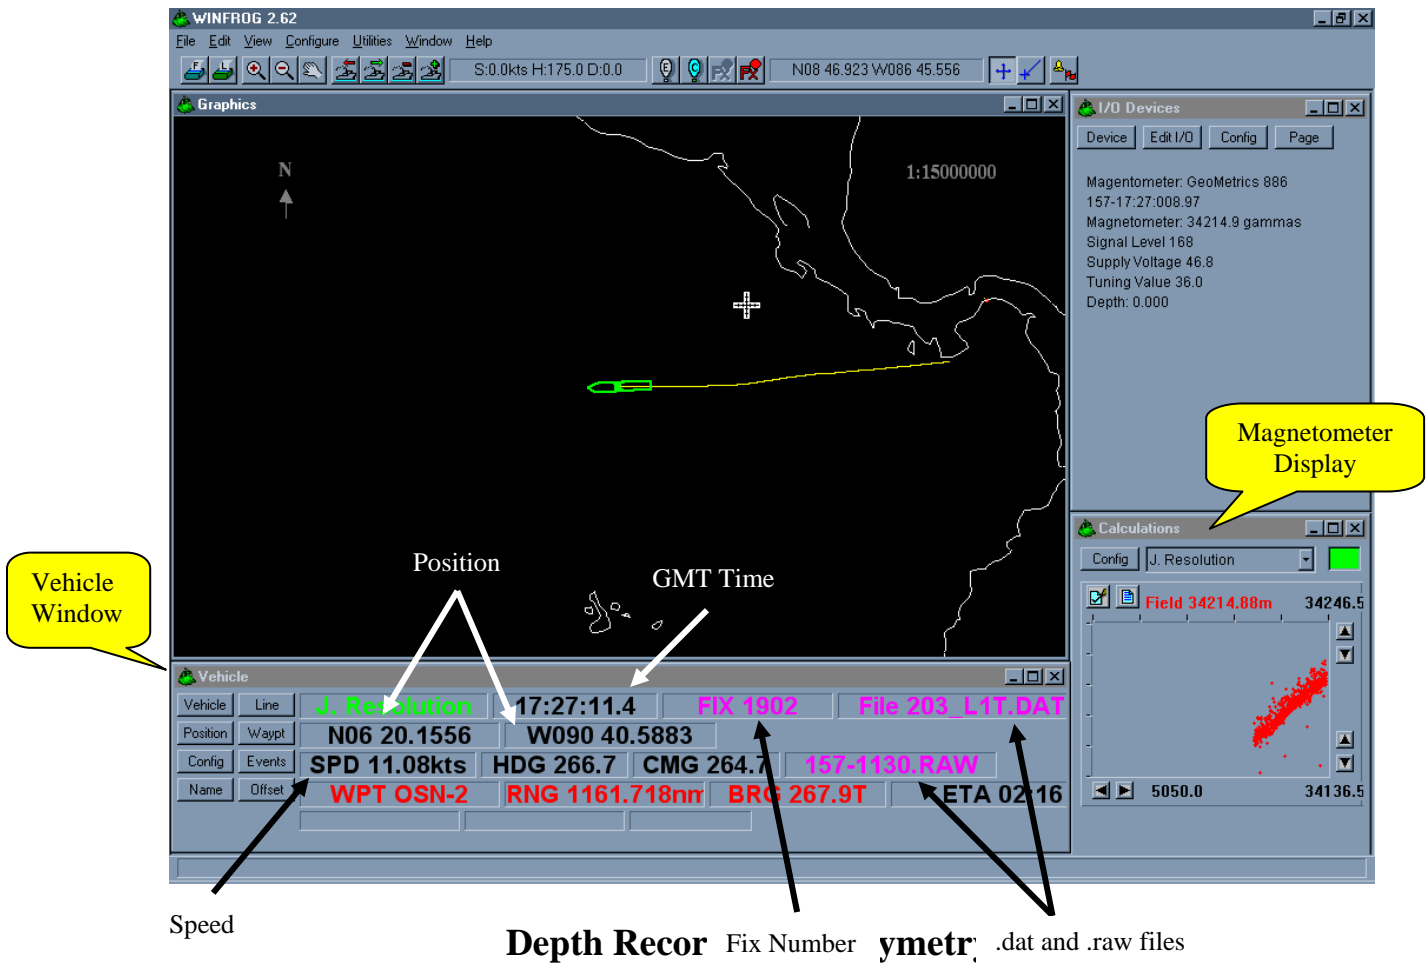 WINFROG 2.62
File Edit View Configure Utilities Window Help
S:0.0kts H:175.0 D:0.0
N08 46.923 W086 45.556
Graphics
N
1:15000000
I/O Devices
Device Edit I/O Config Page
Magentometer: GeoMetrics 886
157-17:27:008.97
Magnetometer: 34214.9 gammas
Signal Level 168
Supply Voltage 46.8
Tuning Value 36.0
Depth: 0.000
Magnetometer
Display
Calculations
Config J. Resolution
Field 34214.88m 34246.5
5050.0 34136.5
Position
GMT Time
Vehicle
Window
Vehicle
Vehicle Line J. Resolution 17:27:11.4 FIX 1902 File 203_L1T.DAT
Position Waypt N06 20.1556 W090 40.5883
Config Events SPD 11.08kts HDG 266.7 CMG 264.7 157-1130.RAW
Name Offset WPT OSN-2 RNG 1161.718nm BRG 267.9T ETA 02:16
Speed
Depth Recor Fix Number ymetry .dat and .raw files